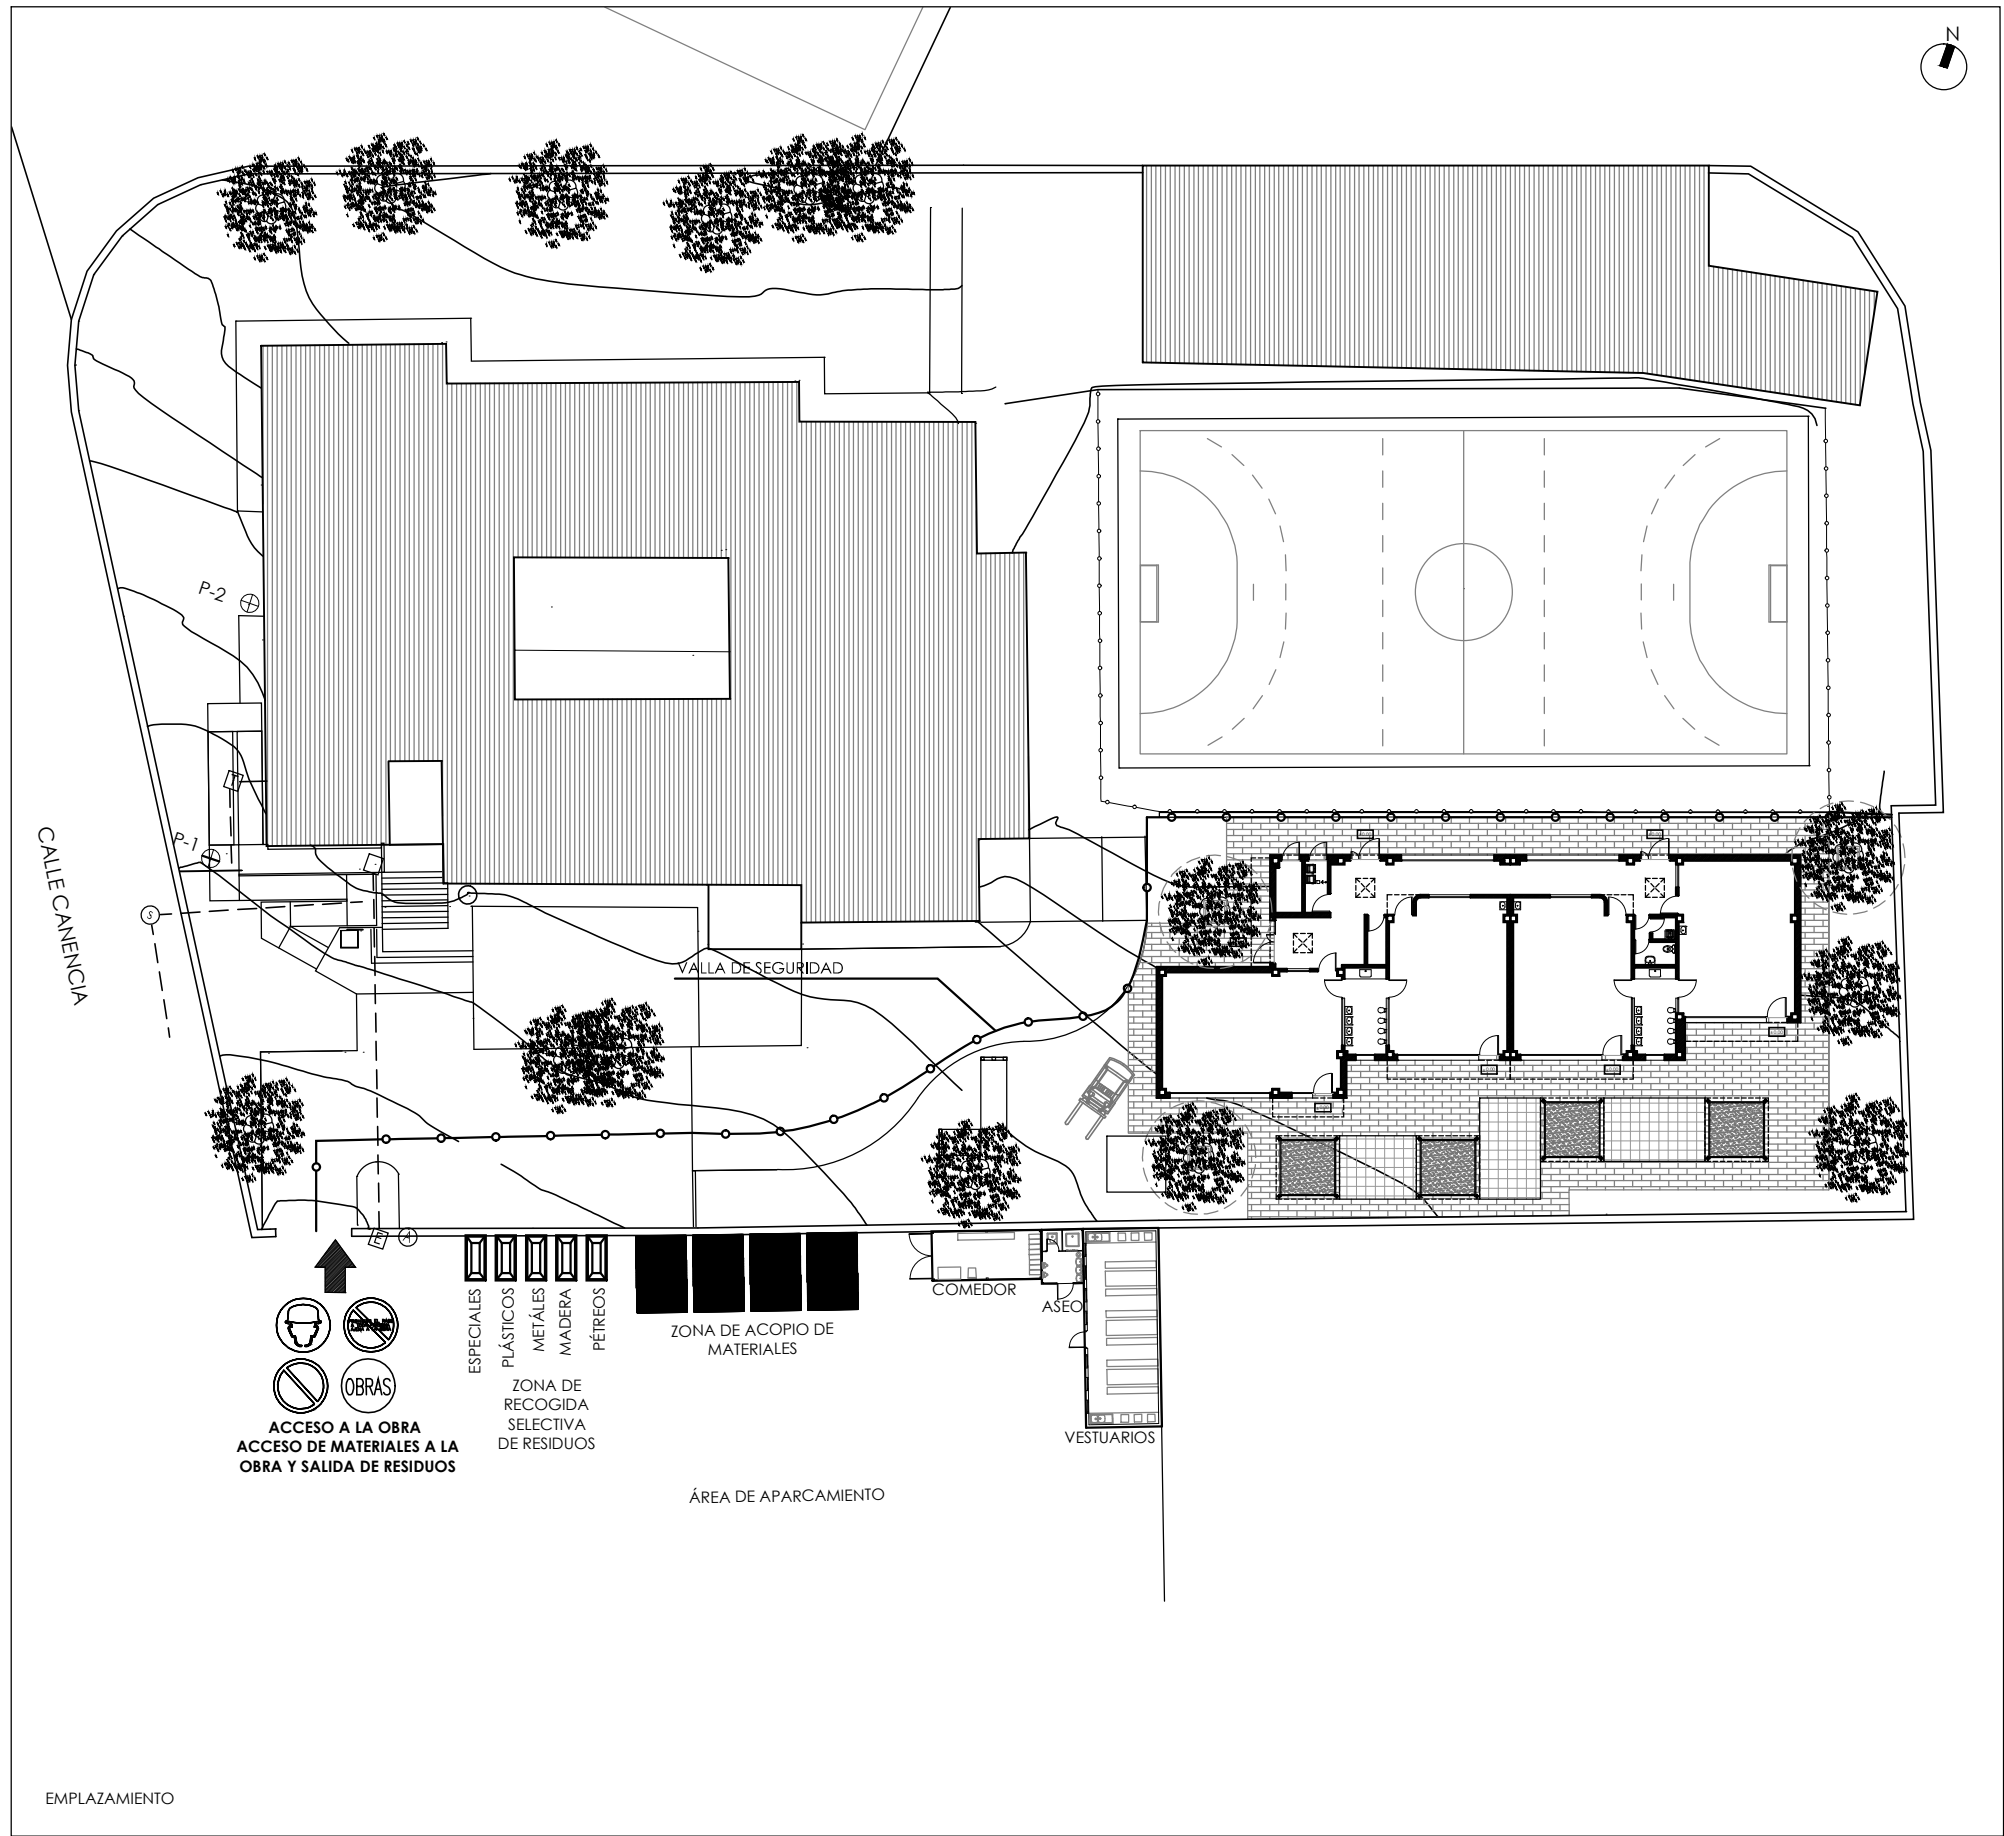 N
P-2
T
P-1
S
CALLE CANENCIA
VALLA DE SEGURIDAD
E
A
ESPECIALES
PLÁSTICOS
METÁLES
MADERA
PÉTREOS
ZONA DE ACOPIO DE
MATERIALES
COMEDOR
ASEO
VESTUARIOS
ZONA DE
RECOGIDA
SELECTIVA
DE RESIDUOS
OBRAS
ACCESO A LA OBRA
ACCESO DE MATERIALES A LA
OBRA Y SALIDA DE RESIDUOS
ÁREA DE APARCAMIENTO
EMPLAZAMIENTO